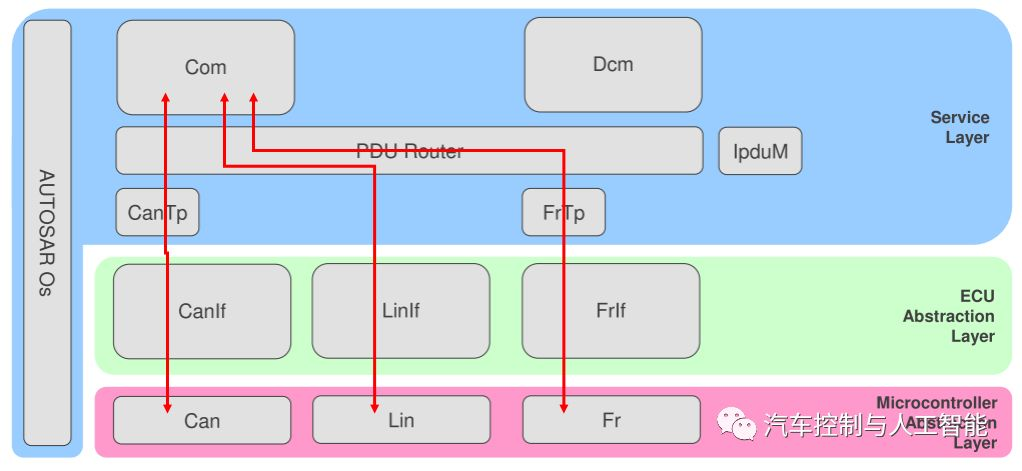 Com
Dcm
Service
Layer
PDU Router
IpduM
AUTOSAR Os
CanTp
FrTp
CanIf
LinIf
FrIf
ECU
Abstraction
Layer
Can
Lin
Fr
Microcontroller
Abstraction
Layer
汽车控制与人工智能